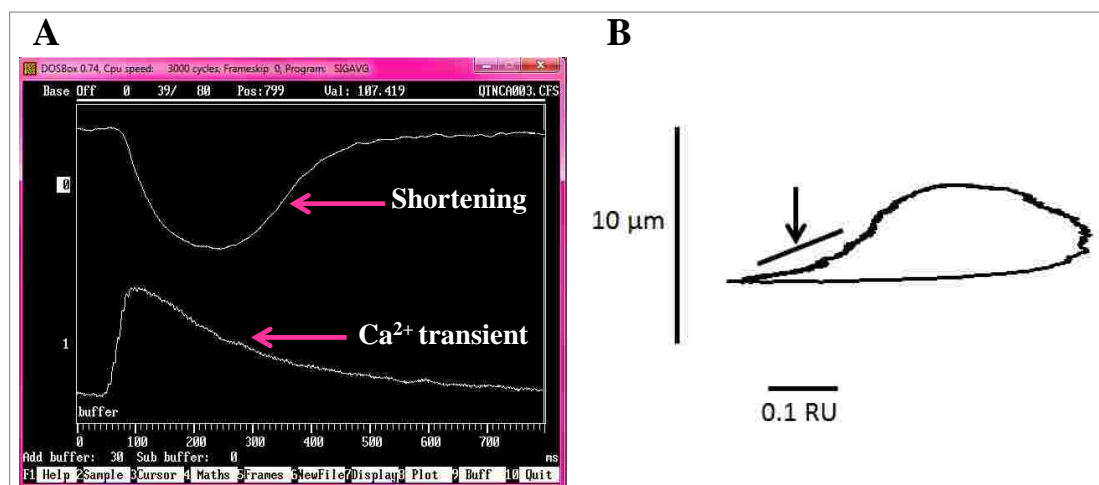 A
B
DOSBox 0.74, Cpu speed: 3000 cycles, Frameskip 0, Program: SIGAVG
Base Off 0 39/ 80 Pos:799 Val: 107.419 QTNCA003.CFS
0
Shortening
1
Ca²⁺ transient
buffer
0 100 200 300 400 500 600 700
Add buffer: 30 Sub buffer: 0 ms
F1 Help 2Sample 3Cursor 4 Maths 5Frames 6NewFile7Display8 Plot 9 Buff 10 Quit
10 µm
0.1 RU